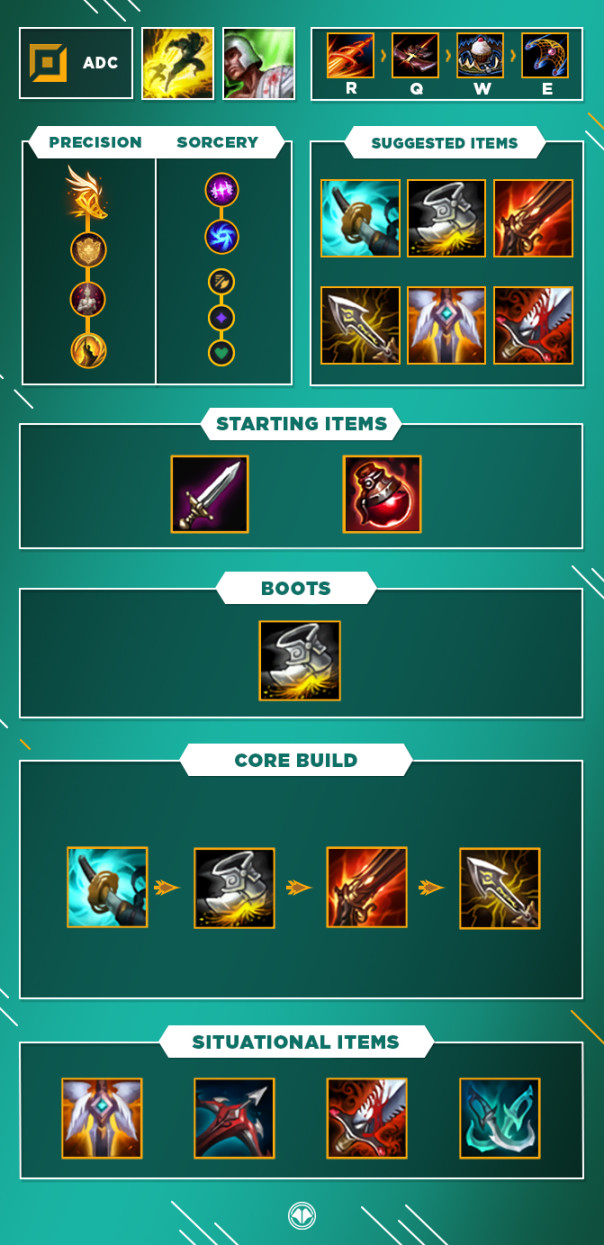 ADC
R Q W E
PRECISION SORCERY
SUGGESTED ITEMS
STARTING ITEMS
BOOTS
CORE BUILD
SITUATIONAL ITEMS